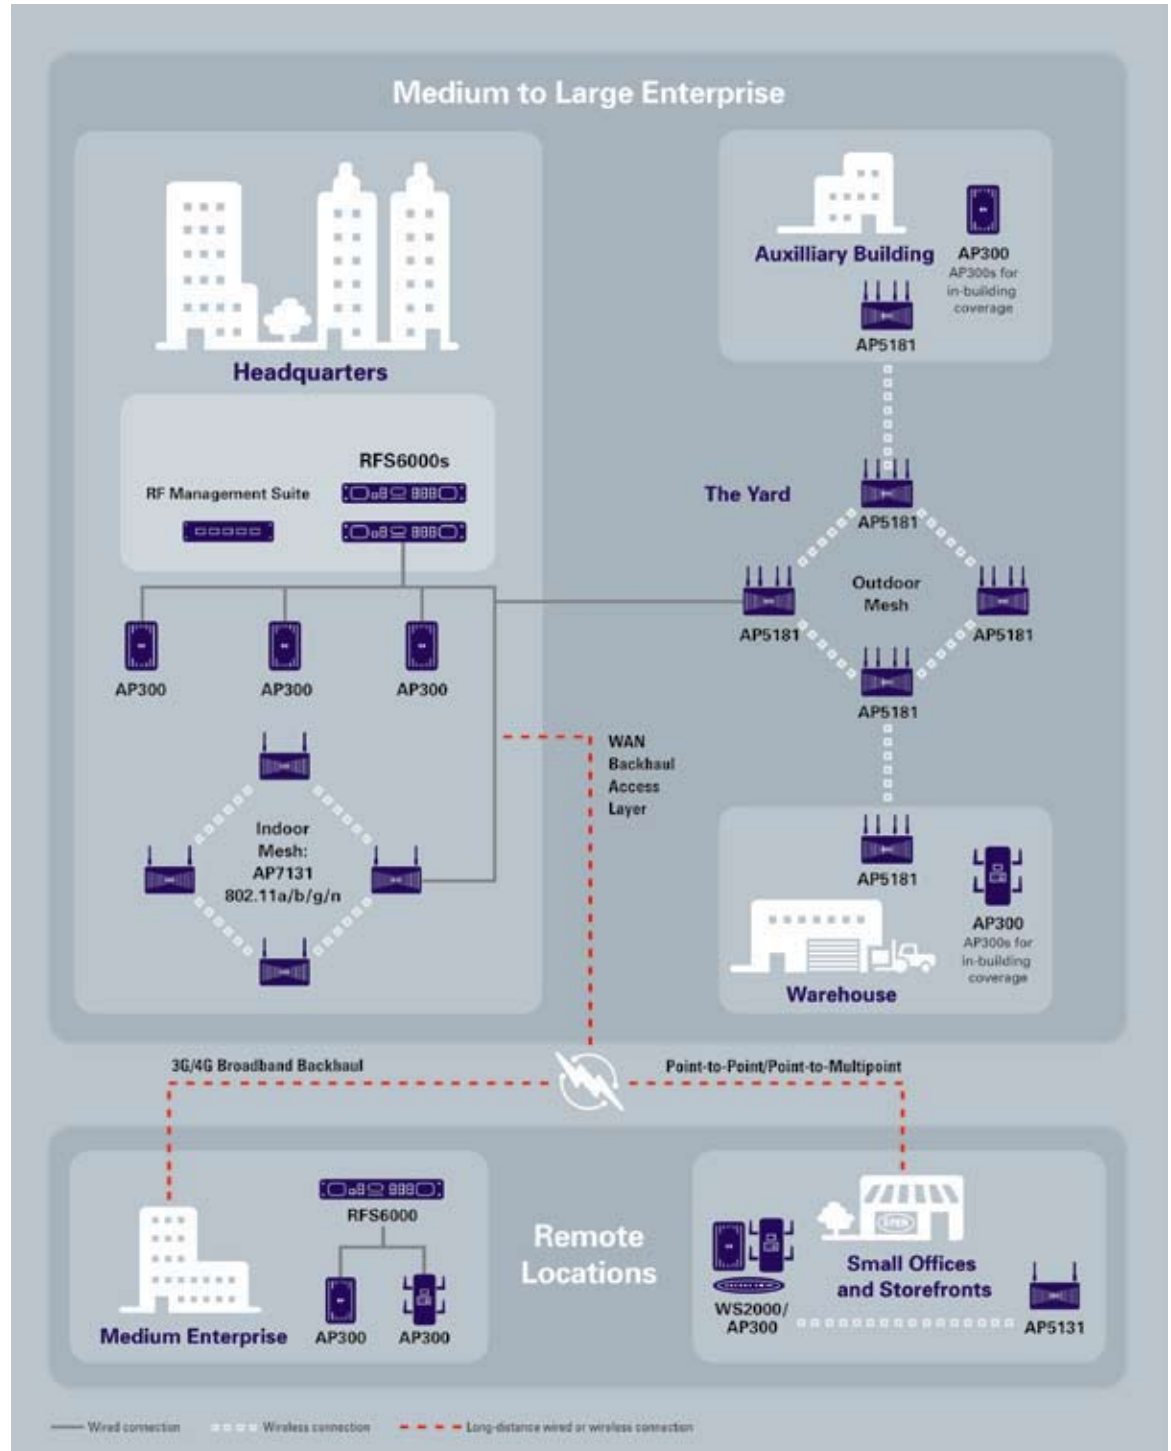 Medium to Large Enterprise
Headquarters
RFS6000s
RF Management Suite
AP300
AP300
AP300
Indoor
Mesh:
AP7131
802.11a/b/g/n
WAN
Backhaul
Access
Layer
Auxilliary Building
AP300
AP300s for
in-building
coverage
AP5181
The Yard
AP5181
Outdoor
Mesh
AP5181
AP5181
AP5181
AP5181
AP300
AP300s for
in-building
coverage
Warehouse
3G/4G Broadband Backhaul
Point-to-Point/Point-to-Multipoint
RFS6000
AP300
AP300
Medium Enterprise
Remote
Locations
OPEN
Small Offices
and Storefronts
WS2000/
AP300
AP5131
Wired connection
Wireless connection
Long-distance wired or wireless connection